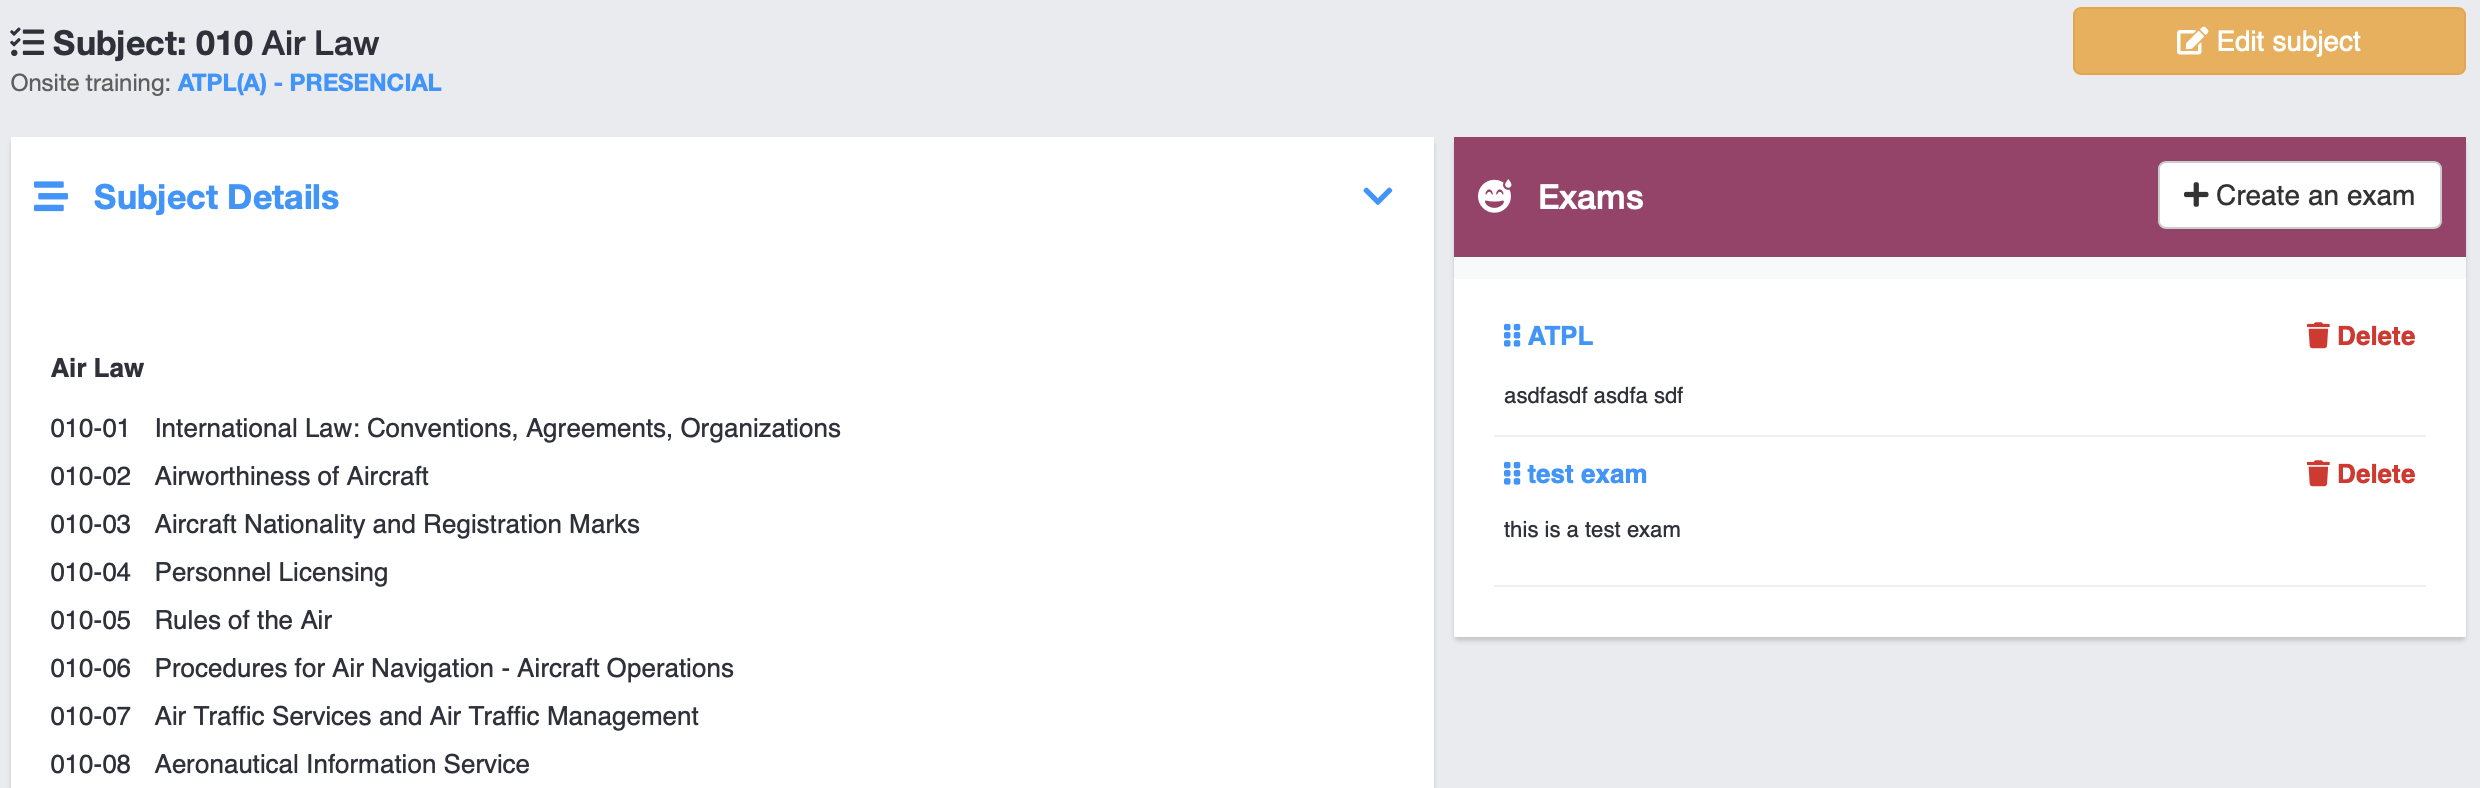 Subject: 010 Air Law
Onsite training: ATPL(A) - PRESENCIAL
Edit subject
Subject Details
Air Law
010-01 International Law: Conventions, Agreements, Organizations
010-02 Airworthiness of Aircraft
010-03 Aircraft Nationality and Registration Marks
010-04 Personnel Licensing
010-05 Rules of the Air
010-06 Procedures for Air Navigation - Aircraft Operations
010-07 Air Traffic Services and Air Traffic Management
010-08 Aeronautical Information Service
Exams
Create an exam
ATPL
Delete
asdfasdf asdfa sdf
test exam
Delete
this is a test exam